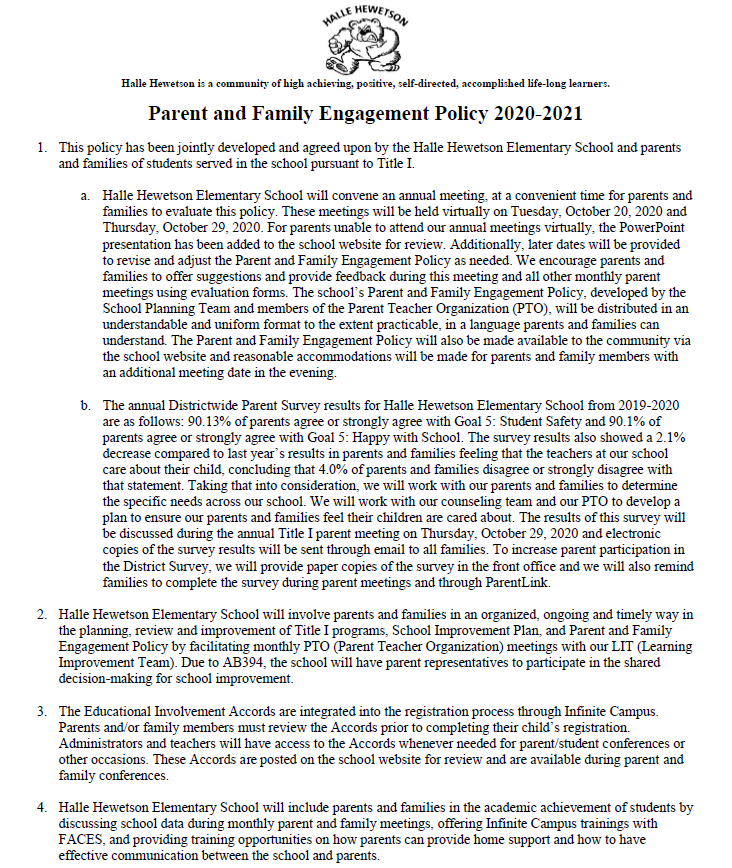 HALLE HEWETSON
Halle Hewetson is a community of high achieving, positive, self-directed, accomplished life-long learners.
Parent and Family Engagement Policy 2020-2021
1. This policy has been jointly developed and agreed upon by the Halle Hewetson Elementary School and parents
and families of students served in the school pursuant to Title I.
a. Halle Hewetson Elementary School will convene an annual meeting, at a convenient time for parents and
families to evaluate this policy. These meetings will be held virtually on Tuesday, October 20, 2020 and
Thursday, October 29, 2020. For parents unable to attend our annual meetings virtually, the PowerPoint
presentation has been added to the school website for review. Additionally, later dates will be provided
to revise and adjust the Parent and Family Engagement Policy as needed. We encourage parents and
families to offer suggestions and provide feedback during this meeting and all other monthly parent
meetings using evaluation forms. The school's Parent and Family Engagement Policy, developed by the
School Planning Team and members of the Parent Teacher Organization (PTO), will be distributed in an
understandable and uniform format to the extent practicable, in a language parents and families can
understand. The Parent and Family Engagement Policy will also be made available to the community via
the school website and reasonable accommodations will be made for parents and family members with
an additional meeting date in the evening.
b. The annual Districtwide Parent Survey results for Halle Hewetson Elementary School from 2019-2020
are as follows: 90.13% of parents agree or strongly agree with Goal 5: Student Safety and 90.1% of
parents agree or strongly agree with Goal 5: Happy with School. The survey results also showed a 2.1%
decrease compared to last year's results in parents and families feeling that the teachers at our school
care about their child, concluding that 4.0% of parents and families disagree or strongly disagree with
that statement. Taking that into consideration, we will work with our parents and families to determine
the specific needs across our school. We will work with our counseling team and our PTO to develop a
plan to ensure our parents and families feel their children are cared about. The results of this survey will
be discussed during the annual Title I parent meeting on Thursday, October 29, 2020 and electronic
copies of the survey results will be sent through email to all families. To increase parent participation in
the District Survey, we will provide paper copies of the survey in the front office and we will also remind
families to complete the survey during parent meetings and through ParentLink.
2. Halle Hewetson Elementary School will involve parents and families in an organized, ongoing and timely way in
the planning, review and improvement of Title I programs, School Improvement Plan, and Parent and Family
Engagement Policy by facilitating monthly PTO (Parent Teacher Organization) meetings with our LIT (Learning
Improvement Team). Due to AB394, the school will have parent representatives to participate in the shared
decision-making for school improvement.
3. The Educational Involvement Accords are integrated into the registration process through Infinite Campus.
Parents and/or family members must review the Accords prior to completing their child's registration.
Administrators and teachers will have access to the Accords whenever needed for parent/student conferences or
other occasions. These Accords are posted on the school website for review and are available during parent and
family conferences.
4. Halle Hewetson Elementary School will include parents and families in the academic achievement of students by
discussing school data during monthly parent and family meetings, offering Infinite Campus trainings with
FACES, and providing training opportunities on how parents can provide home support and how to have
effective communication between the school and parents.